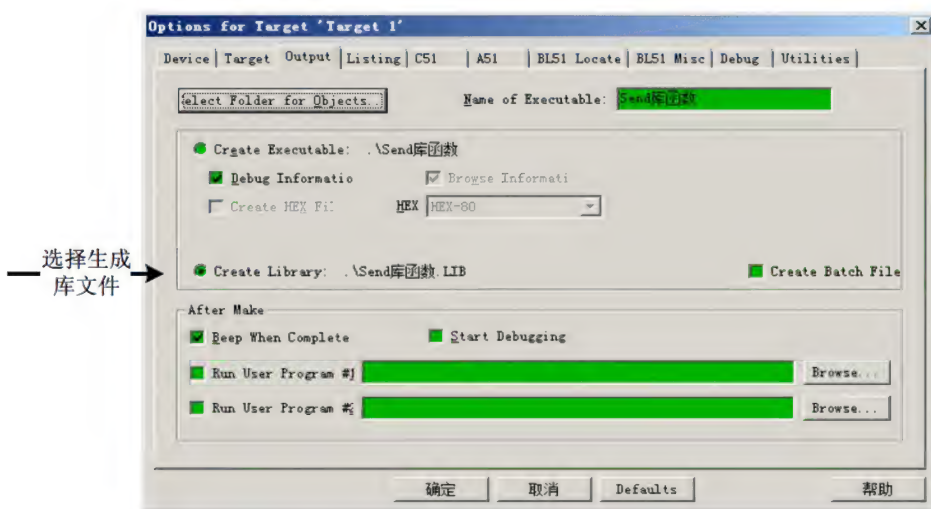 Options for Target 'Target 1'
Device | Target Output | Listing | C51 | A51 | BL51 Locate | BL51 Misc | Debug | Utilities
elect Folder for Objects...
Name of Executable: Send库函数
Create Executable: .\Send库函数
Debug Informatio
Browse Informati
Create HEX Fi:
HEX HEX-80
选择生成
库文件
Create Library: .\Send库函数.LIB
Create Batch File
After Make
Beep When Complete
Start Debugging
Run User Program #1
Browse...
Run User Program #2
Browse...
确定
取消
Defaults
帮助